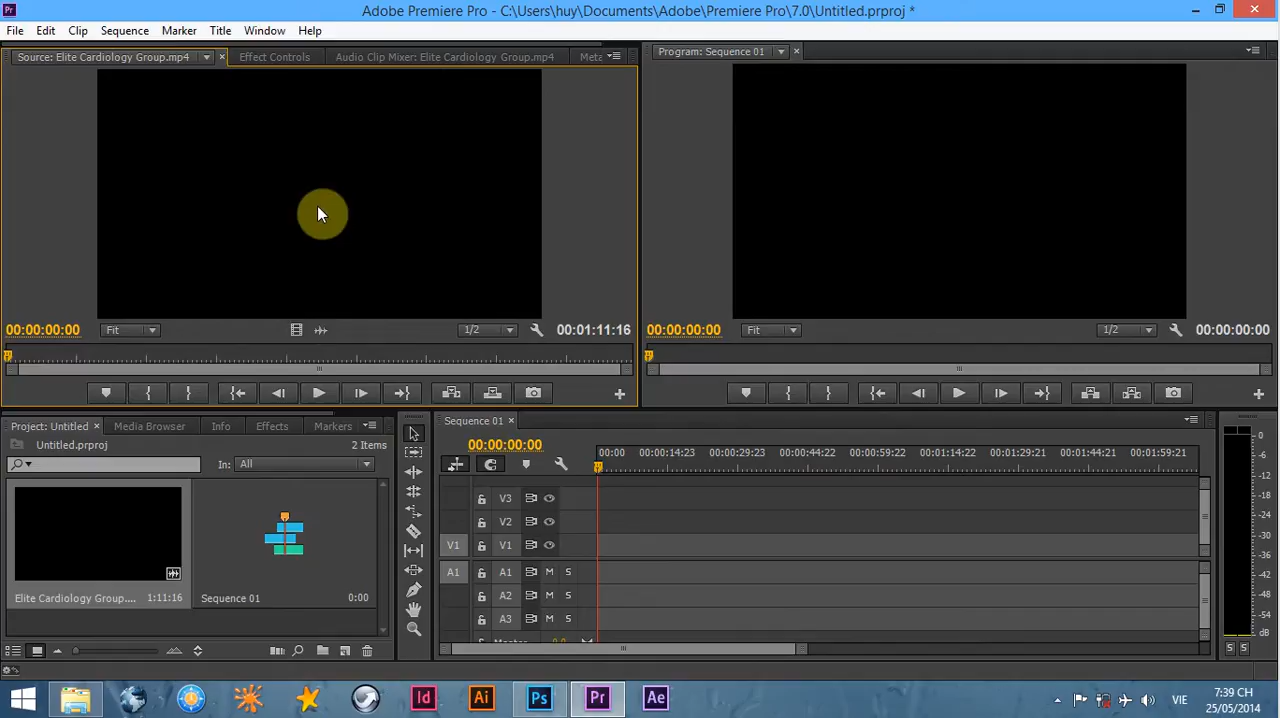 Pr
Adobe Premiere Pro - C:\Users\huy\Documents\Adobe\Premiere Pro\7.0\Untitled.prproj *
File Edit Clip Sequence Marker Title Window Help
Source: Elite Cardiology Group.mp4 Effect Controls Audio Clip Mixer: Elite Cardiology Group.mp4 Meta
Program: Sequence 01
00:00:00:00 Fit 1/2 00:01:11:16
00:00:00:00 Fit 1/2 00:00:00:00
Project: Untitled Media Browser Info Effects Markers
Untitled.prproj 2 Items
In: All
Elite Cardiology Group.... 1:11:16
Sequence 01 0:00
Sequence 01
00:00:00:00
00:00 00:00:14:23 00:00:29:23 00:00:44:22 00:00:59:22 00:01:14:22 00:01:29:21 00:01:44:21 00:01:59:21
V3
V2
V1 V1
A1 A1 M S
A2 M S
A3 M S
Master 0.0
0
-6
-12
-18
-24
-30
-36
-42
-48
-54
dB
S S
Id Ai Ps Pr Ae
VIE
7:39 CH
25/05/2014